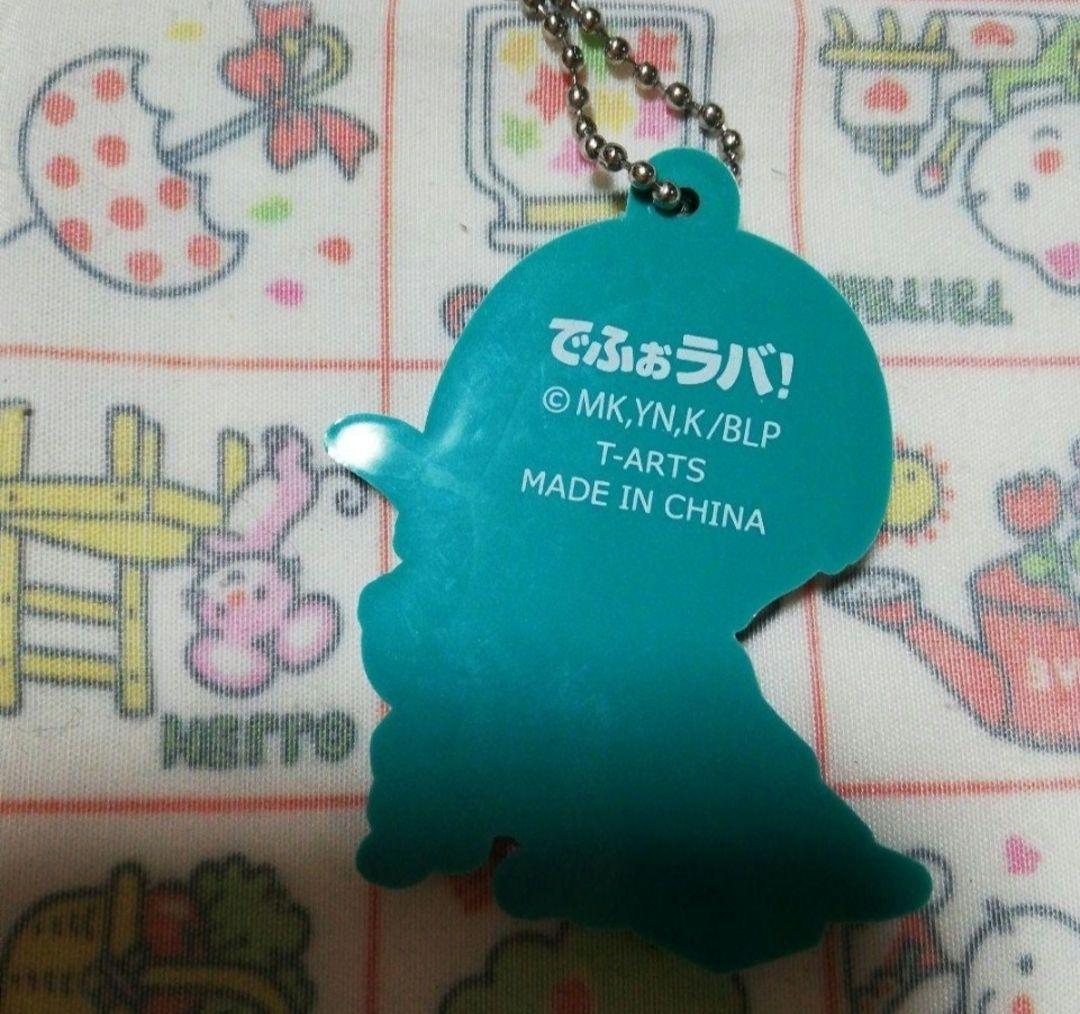 でふぉラバ!
© MK,YN,K/BLP
T-ARTS
MADE IN CHINA